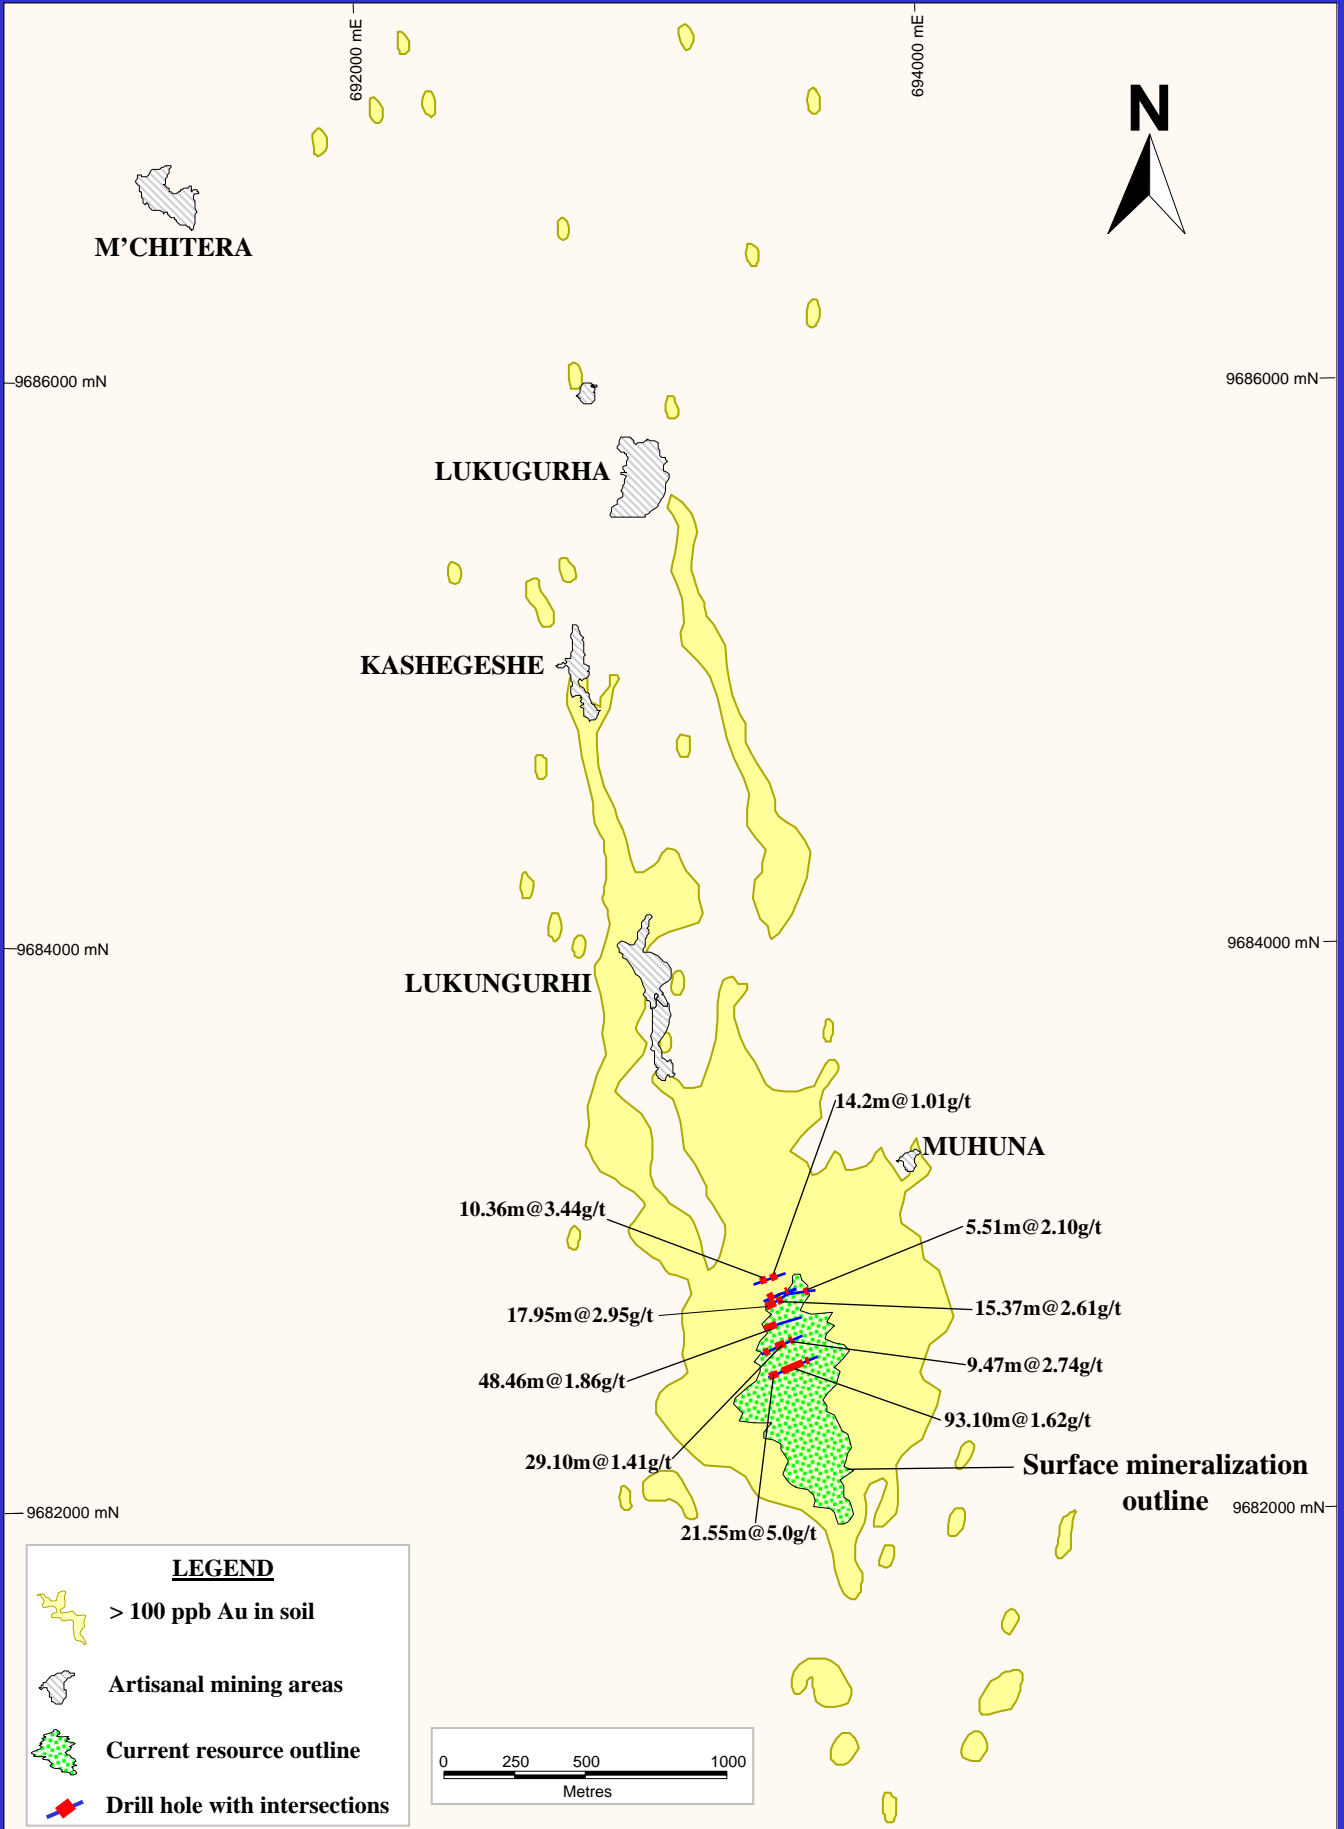 692000 mE
694000 mE
N
M'CHITERA
9686000 mN
9686000 mN
LUKUGURHA
KASHEGESHE
9684000 mN
9684000 mN
LUKUNGURHI
14.2m@1.01g/t
MUHUNA
10.36m@3.44g/t
5.51m@2.10g/t
17.95m@2.95g/t
15.37m@2.61g/t
48.46m@1.86g/t
9.47m@2.74g/t
93.10m@1.62g/t
29.10m@1.41g/t
Surface mineralization
outline
9682000 mN
9682000 mN
21.55m@5.0g/t
LEGEND
> 100 ppb Au in soil
Artisanal mining areas
Current resource outline
Drill hole with intersections
0 250 500 1000
Metres